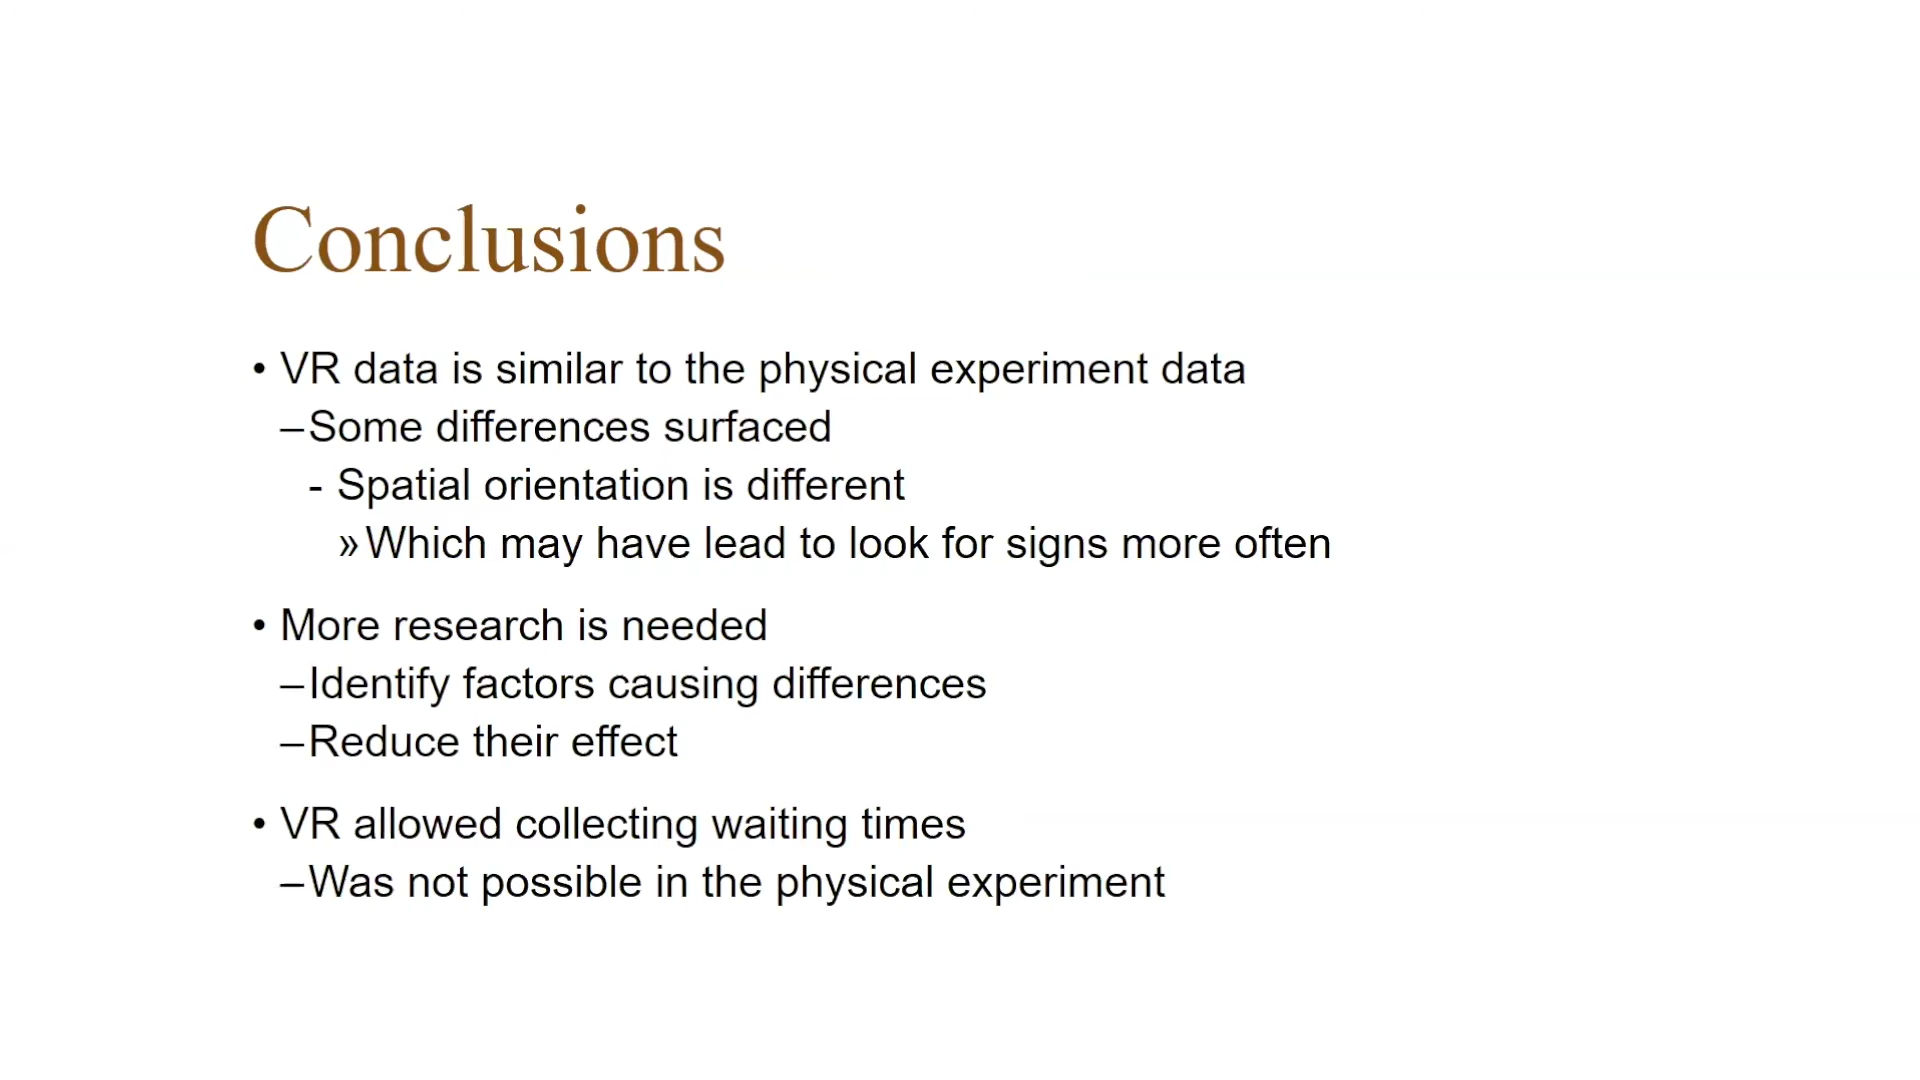 Conclusions
• VR data is similar to the physical experiment data
–Some differences surfaced
- Spatial orientation is different
»Which may have lead to look for signs more often
• More research is needed
–Identify factors causing differences
–Reduce their effect
• VR allowed collecting waiting times
–Was not possible in the physical experiment